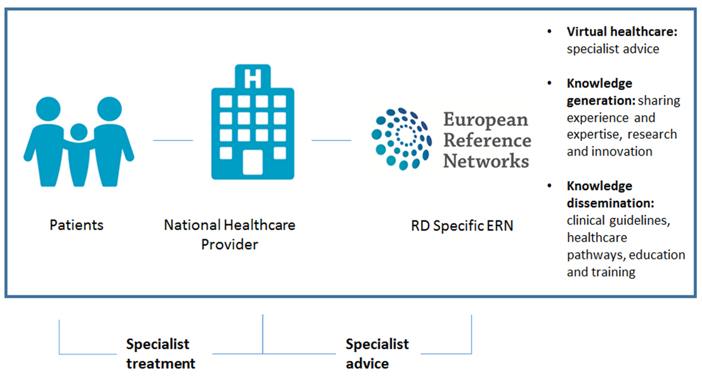 H
European
Reference
Networks
Patients
National Healthcare
Provider
RD Specific ERN
• Virtual healthcare:
specialist advice
• Knowledge
generation: sharing
experience and
expertise, research
and innovation
• Knowledge
dissemination:
clinical guidelines,
healthcare
pathways, education
and training
Specialist
treatment
Specialist
advice